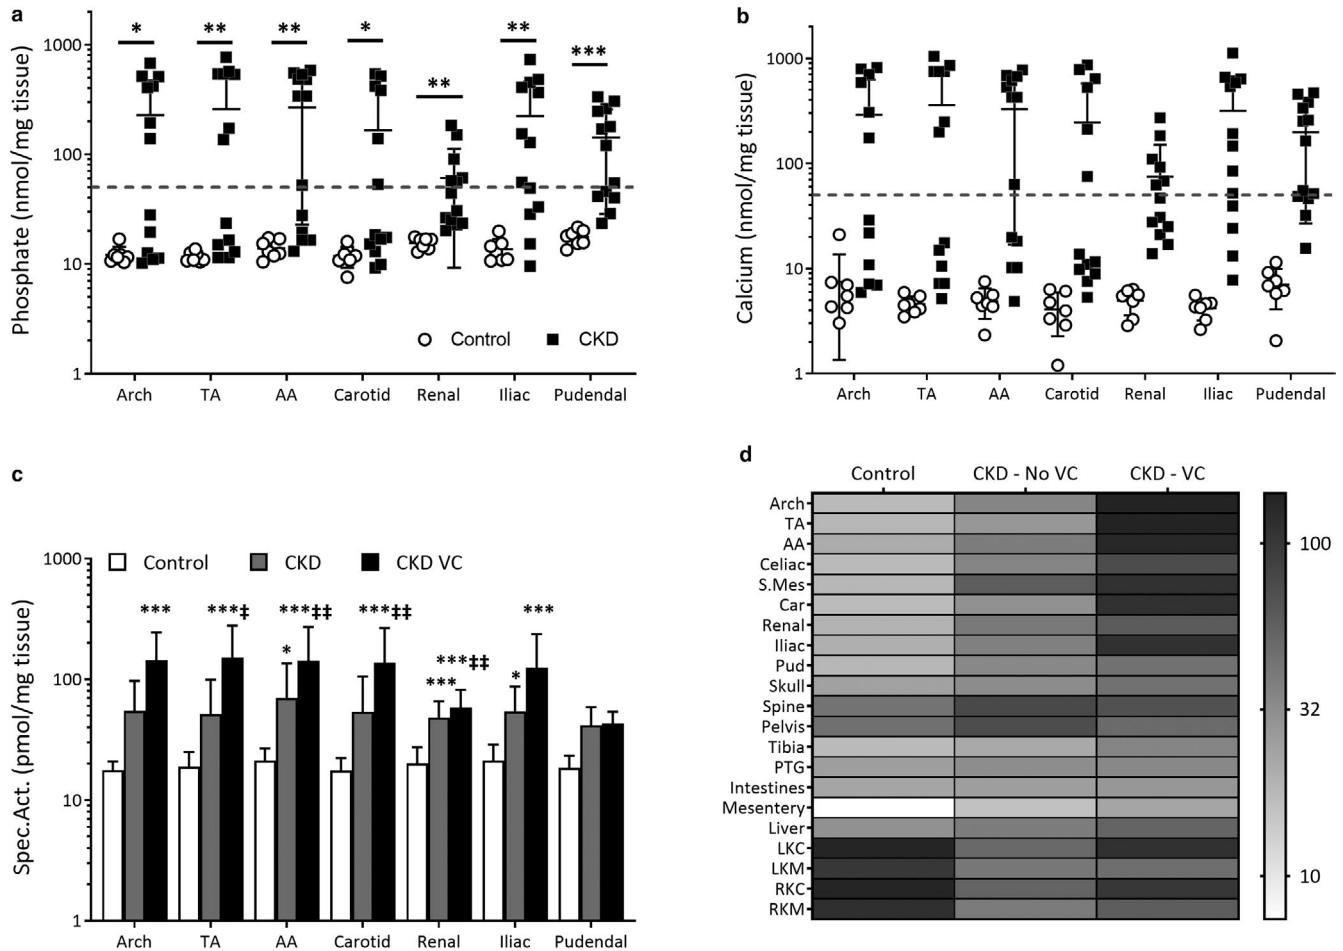 a
Phosphate (nmol/mg tissue)
1000
100
10
1
* ** ** * ** ** ***
Control CKD
Arch TA AA Carotid Renal Iliac Pudendal
b
Calcium (nmol/mg tissue)
1000
100
10
1
Arch TA AA Carotid Renal Iliac Pudendal
c
Spec.Act. (pmol/mg tissue)
1000
100
10
1
Control CKD CKD VC
*** ***‡ * ***‡‡ ***‡‡ *** ***‡‡ * ***
Arch TA AA Carotid Renal Iliac Pudendal
d
Control CKD - No VC CKD - VC
Arch
TA
AA
Celiac
S.Mes
Car
Renal
Iliac
Pud
Skull
Spine
Pelvis
Tibia
PTG
Intestines
Mesentery
Liver
LKC
LKM
RKC
RKM
100
32
10